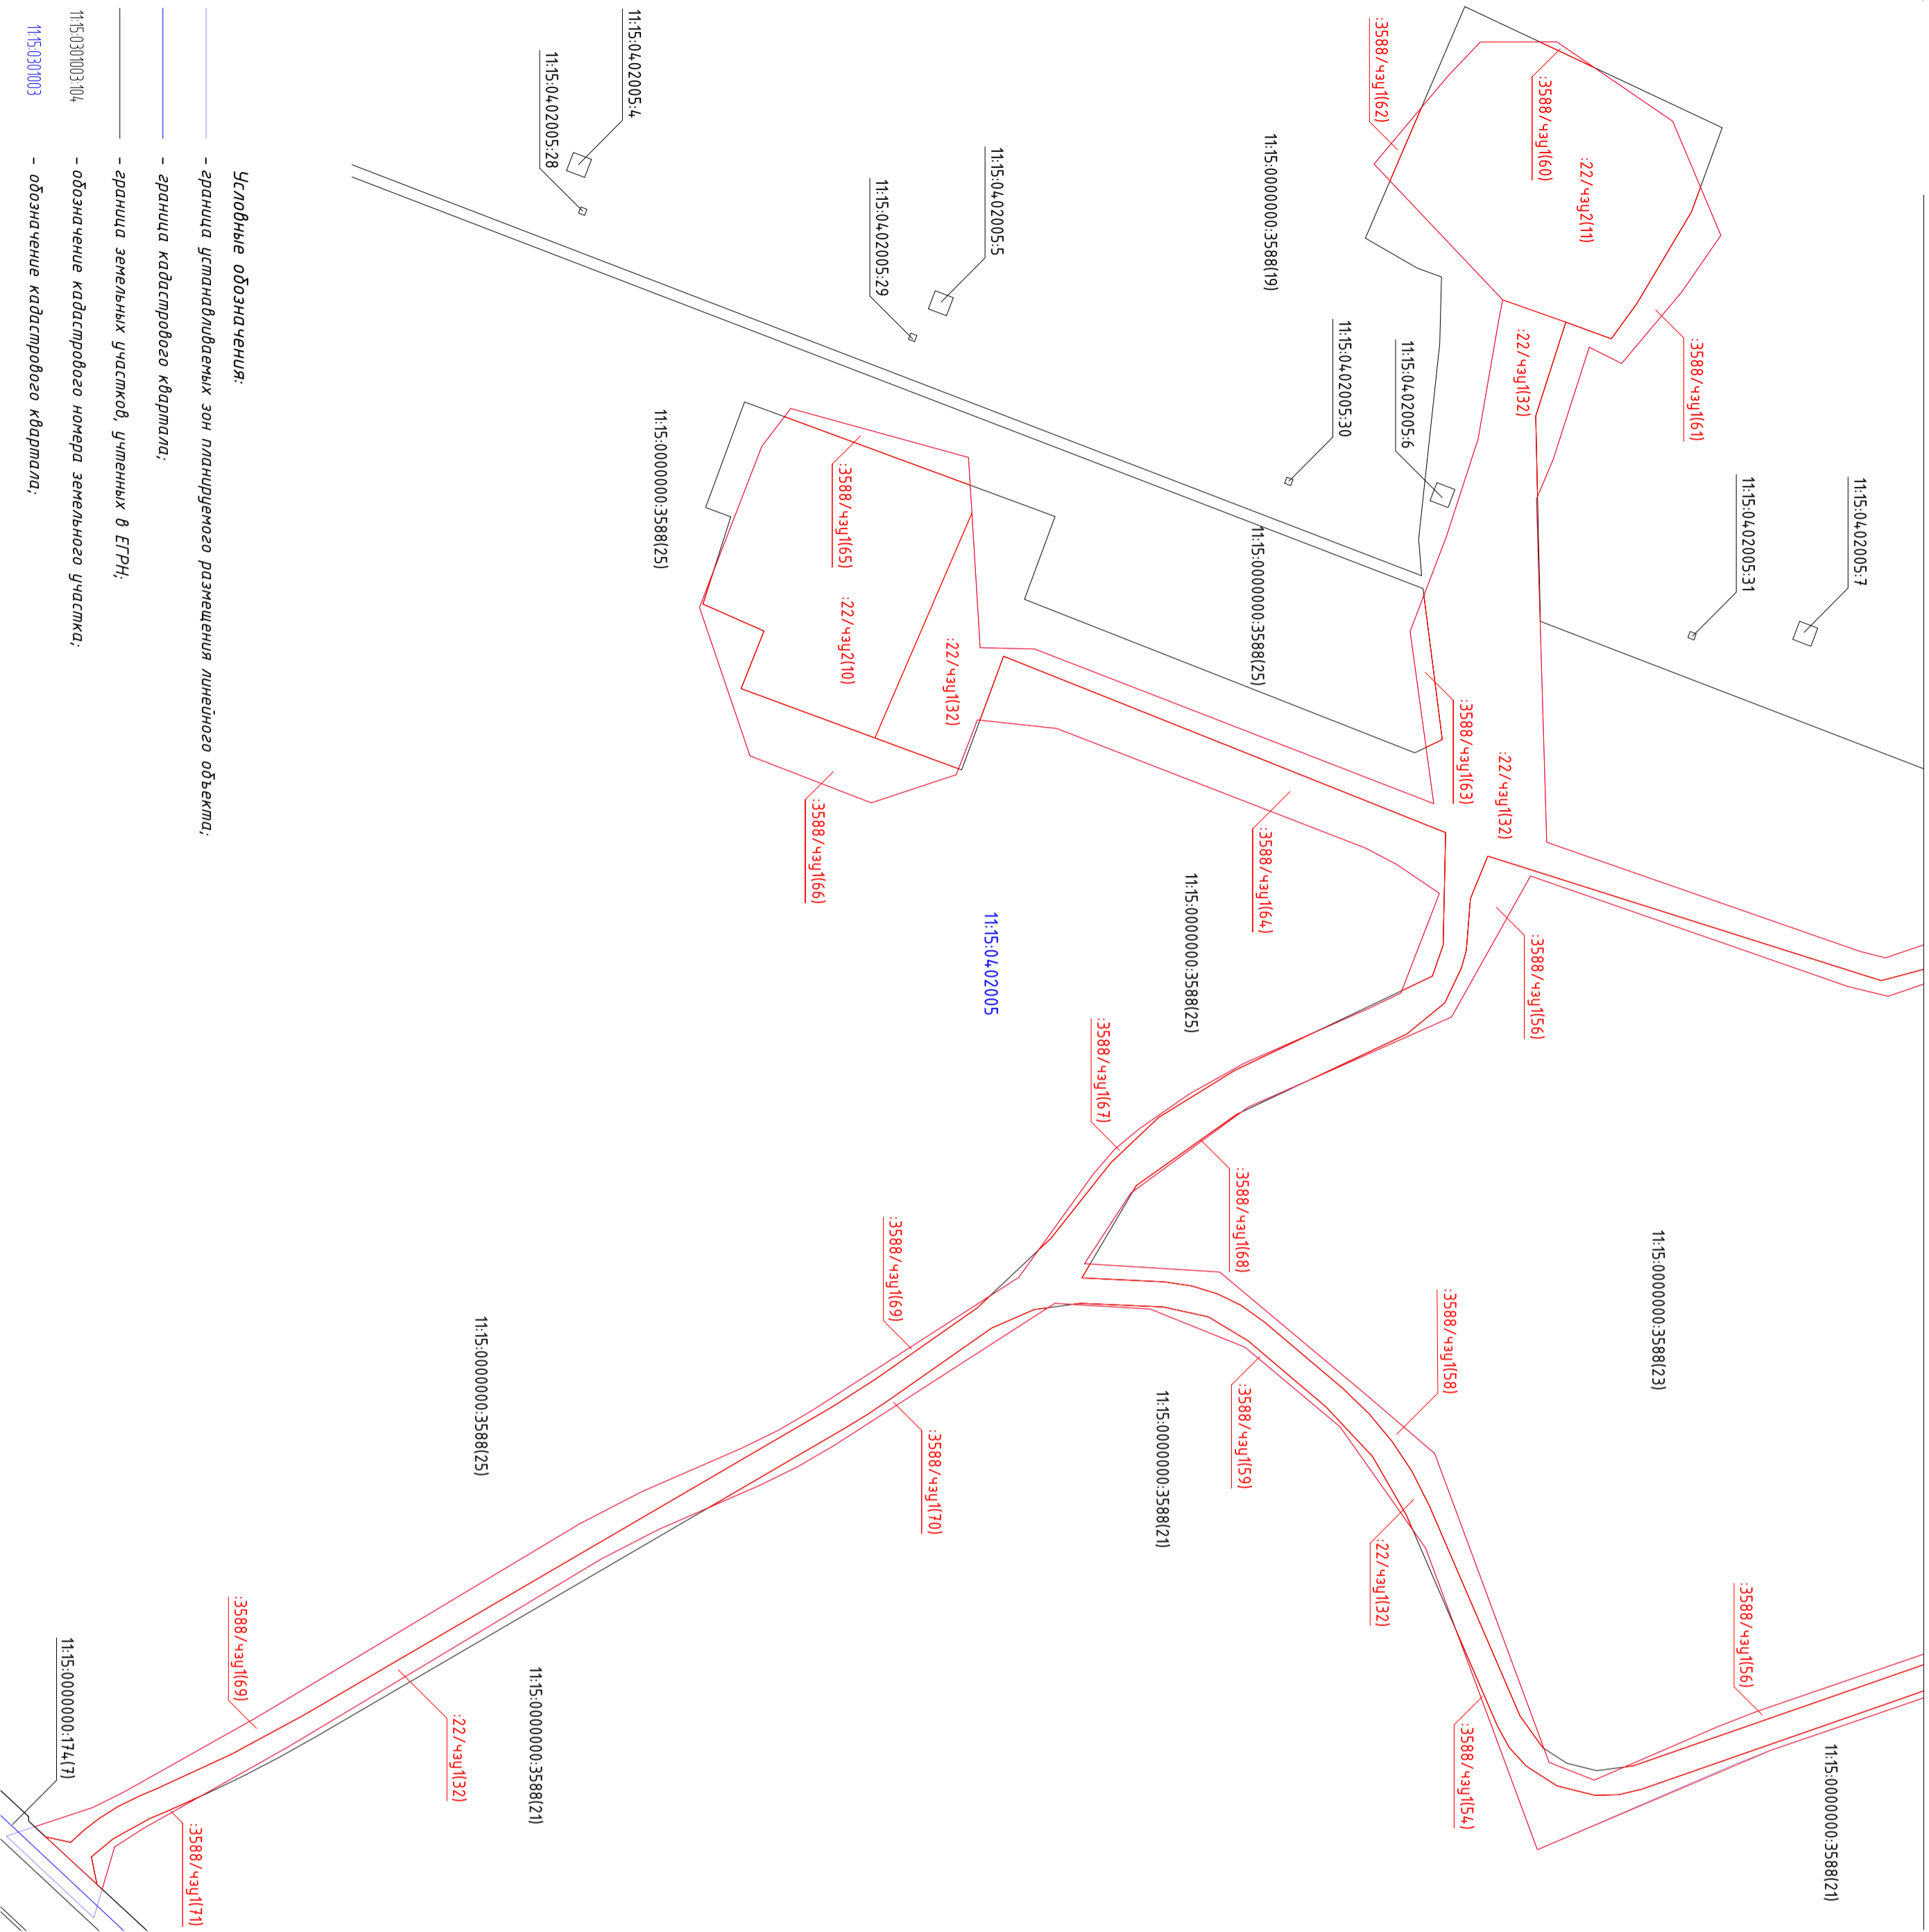 :3588/чзу1(62)
:3588/чзу1(60)
:22/чзу2(11)
11:15:0000000:3588(19)
:3588/чзу1(61)
:22/чзу1(32)
11:15:0402005:4
11:15:0402005:28
11:15:0402005:5
11:15:0402005:29
11:15:0402005:30
11:15:0402005:6
11:15:0402005:31
11:15:0402005:7
11:15:0000000:3588(25)
:3588/чзу1(65)
:22/чзу2(10)
:22/чзу1(32)
11:15:0000000:3588(25)
:3588/чзу1(63)
:22/чзу1(32)
:3588/чзу1(66)
:3588/чзу1(64)
11:15:0000000:3588(25)
11:15:0402005
:3588/чзу1(56)
:3588/чзу1(67)
:3588/чзу1(68)
:3588/чзу1(69)
:3588/чзу1(58)
11:15:0000000:3588(23)
11:15:0000000:3588(25)
:3588/чзу1(70)
:3588/чзу1(59)
11:15:0000000:3588(21)
:22/чзу1(32)
:3588/чзу1(56)
:3588/чзу1(69)
11:15:0000000:174(7)
:22/чзу1(32)
11:15:0000000:3588(21)
:3588/чзу1(54)
11:15:0000000:3588(21)
:3588/чзу1(71)
Условные обозначения:
- граница устанавливаемых зон планируемого размещения линейного объекта;
- граница кадастрового квартала;
- граница земельных участков, учтенных в ЕГРН;
11:15:0301003:104 - обозначение кадастрового номера земельного участка;
11:15:0301003 - обозначение кадастрового квартала;